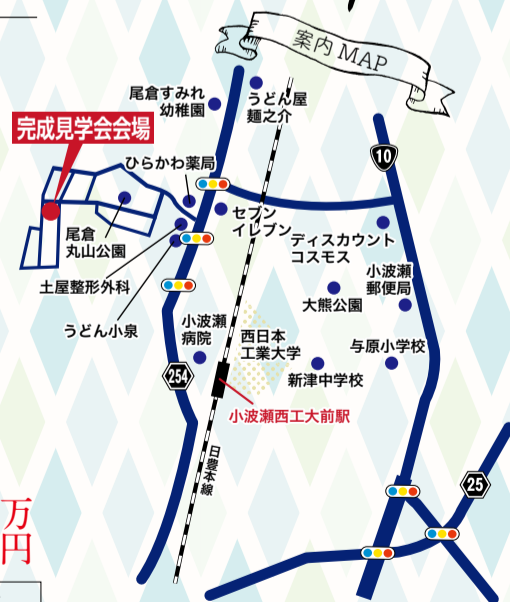 案内 MAP
尾倉すみれ
幼稚園
うどん屋
麺之介
完成見学会会場
10
ひらかわ薬局
セブン
イレブン
尾倉
丸山公園
ディスカウント
コスモス
土屋整形外科
小波瀬
郵便局
大熊公園
うどん小泉
小波瀬
病院
西日本
工業大学
与原小学校
新津中学校
254
小波瀬西工大前駅
日豊本線
25
万
円